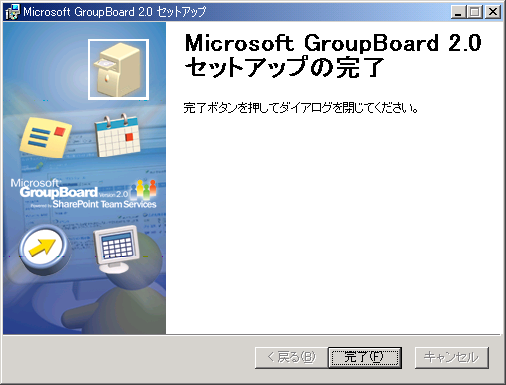 Microsoft GroupBoard 2.0 セットアップ
Microsoft GroupBoard 2.0
セットアップの完了
完了ボタンを押してダイアログを閉じてください。
Microsoft
GroupBoard Version 2.0
Powered by SharePoint Team Services
< 戻る(B)
完了(F)
キャンセル